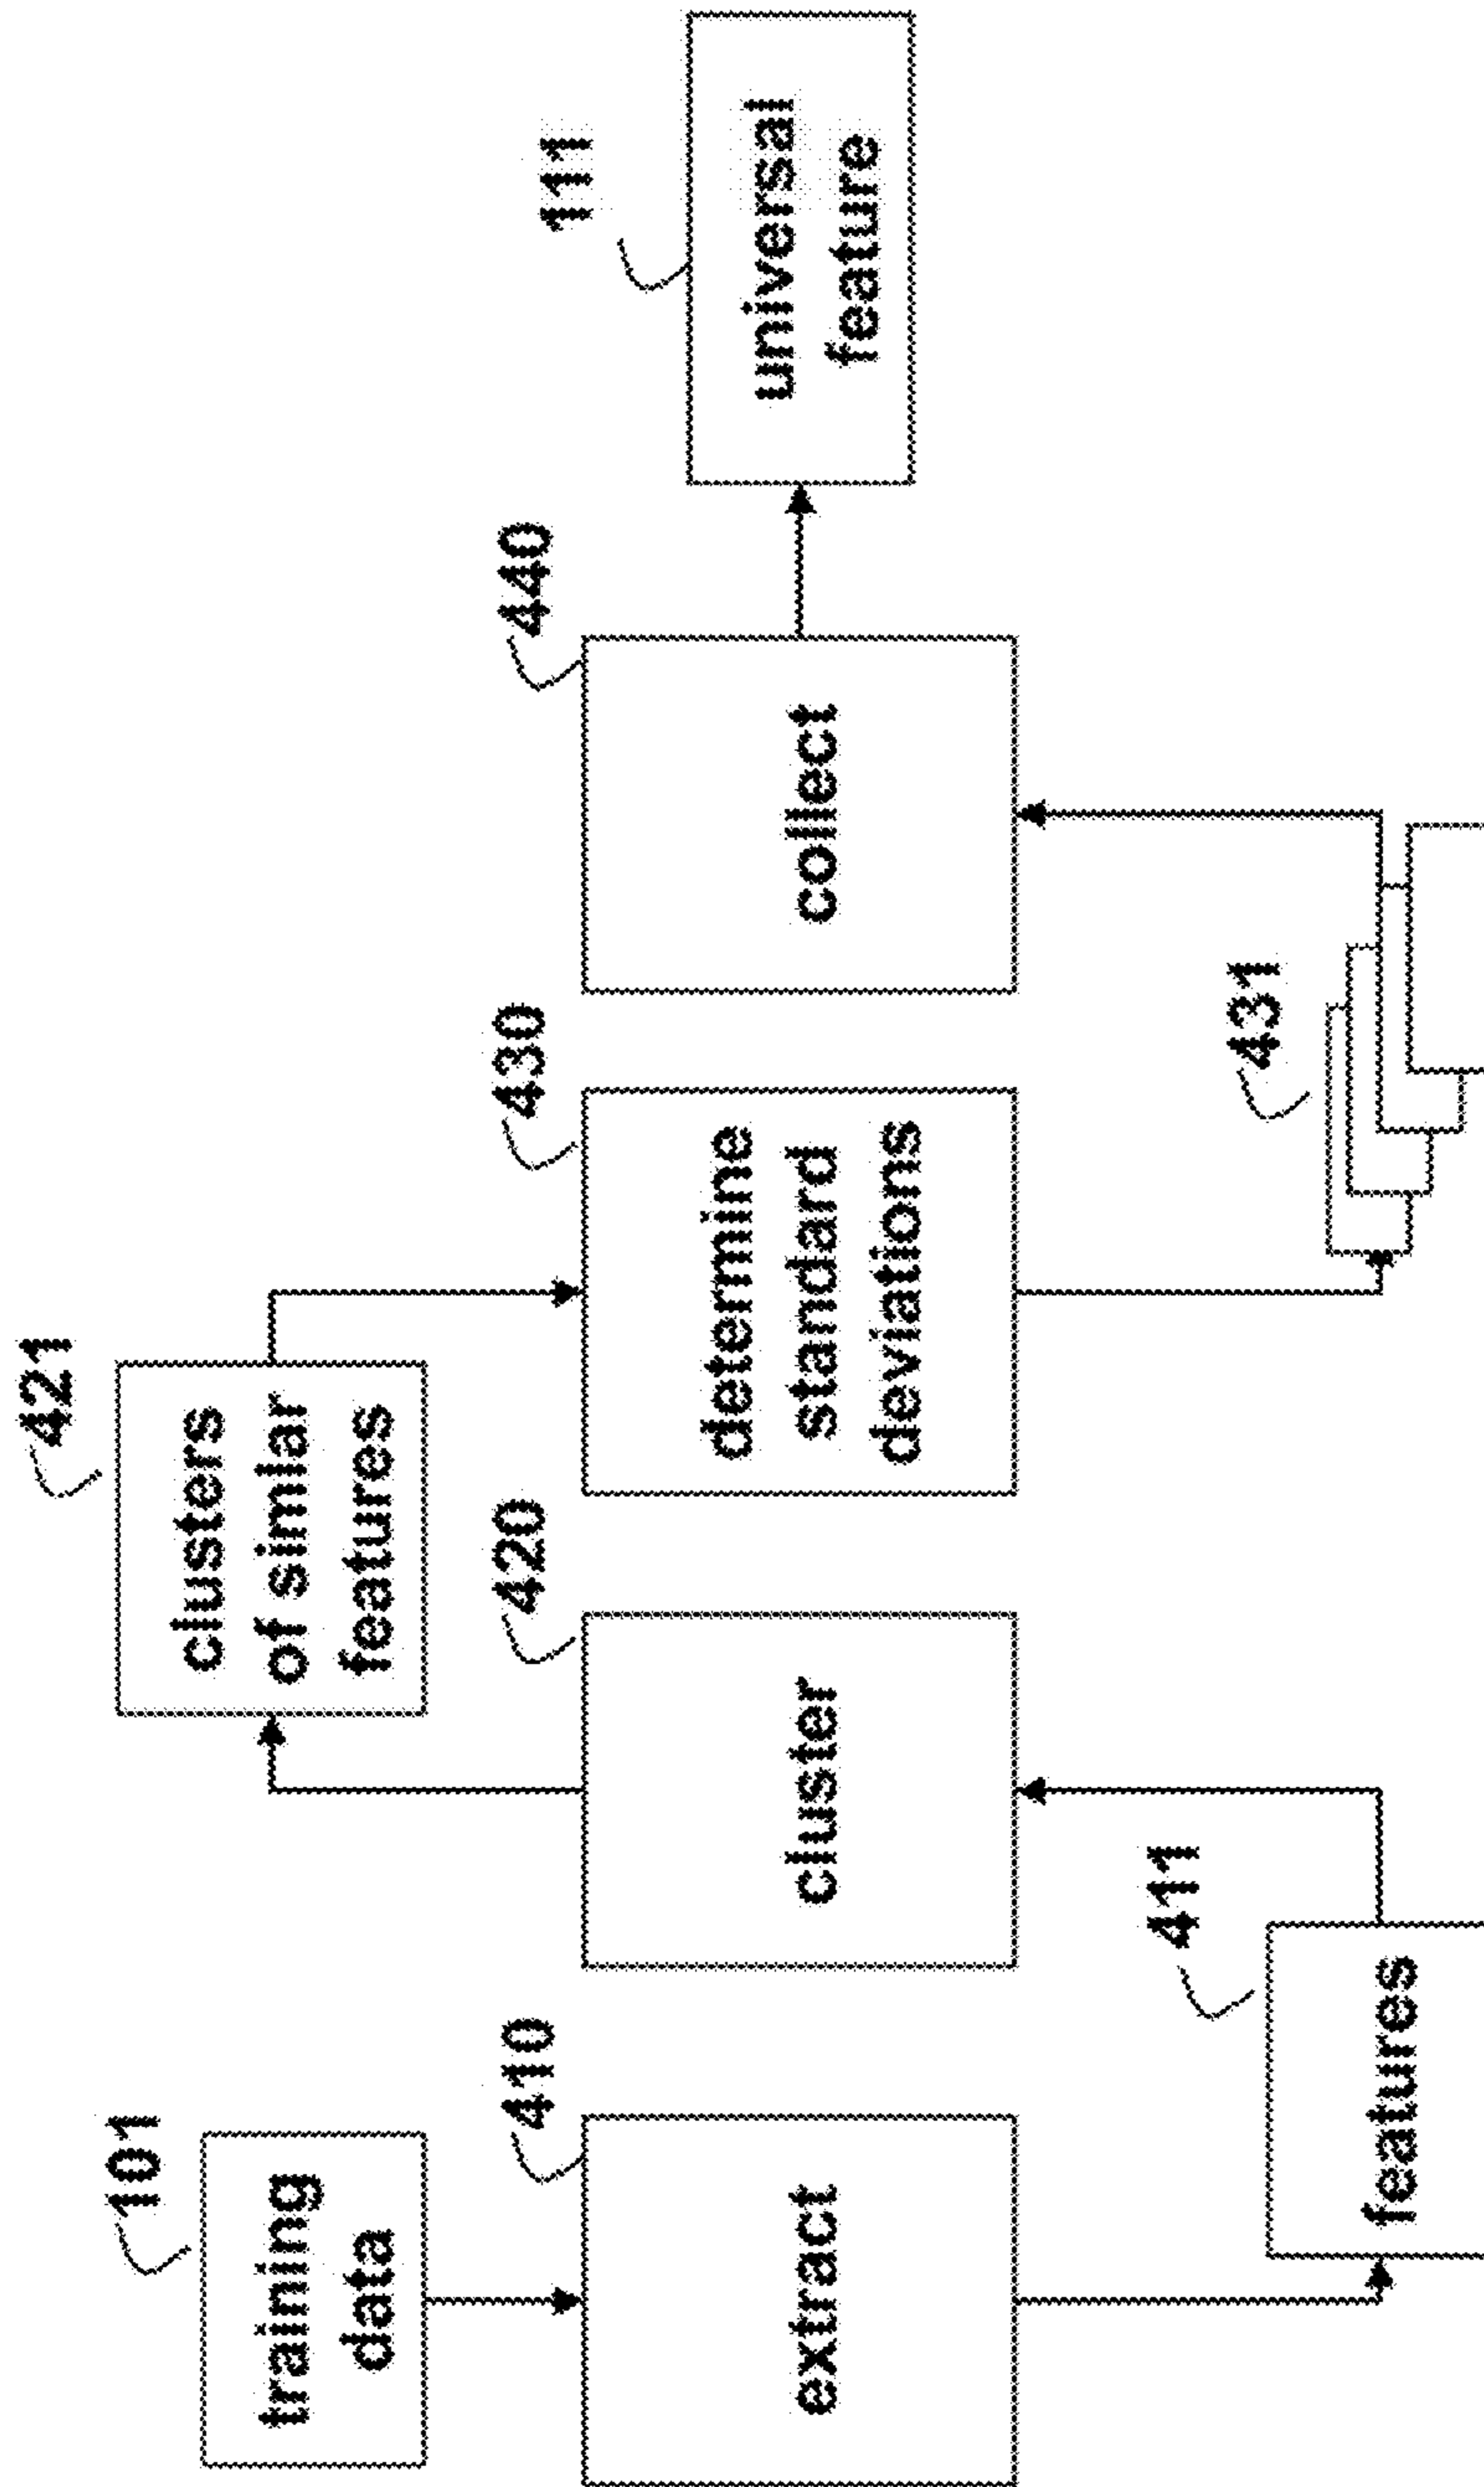 101
training
data
410
extract
411
features
420
cluster
421
clusters
of simlar
features
430
determine
standard
deviations
431
440
collect
111
universal
feature